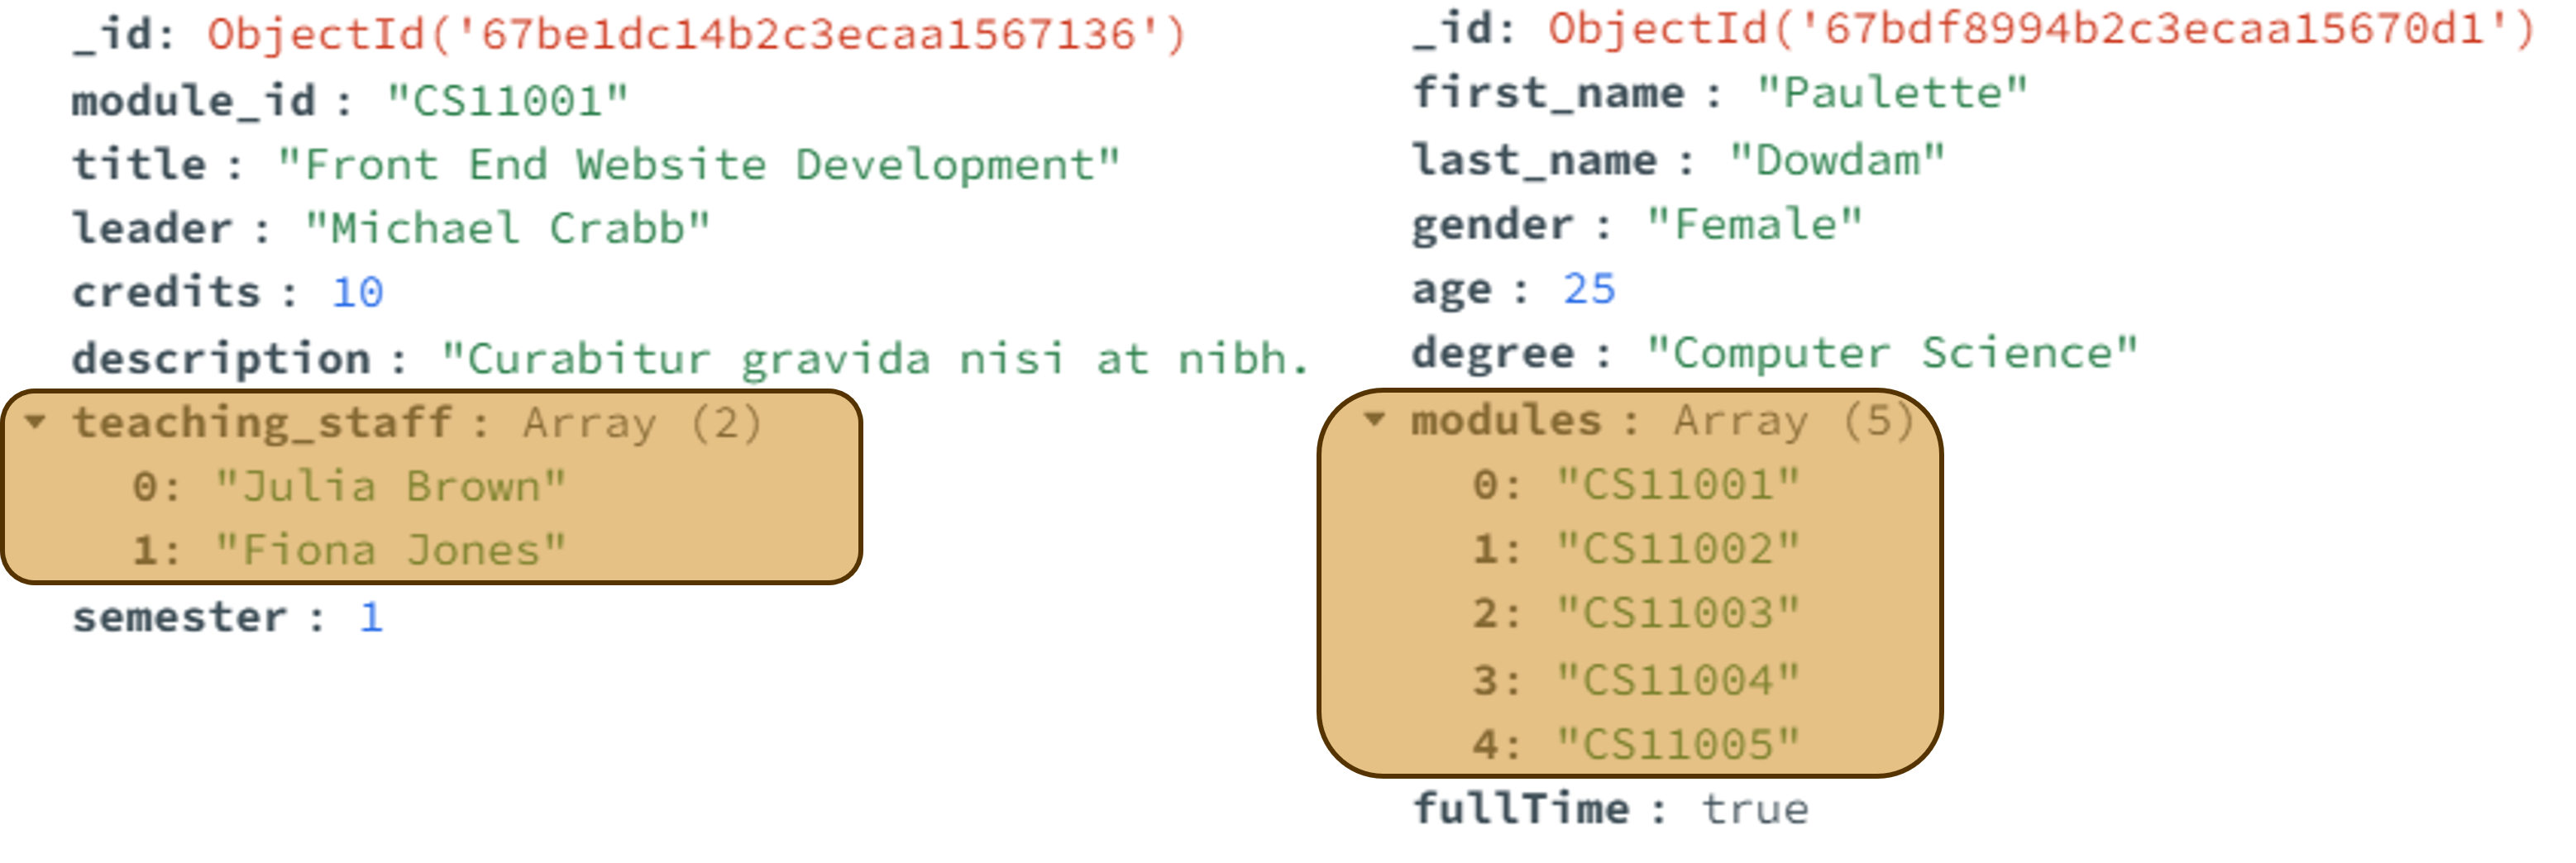 _id: ObjectId('67be1dc14b2c3ecaa1567136')
module_id : "CS11001"
title : "Front End Website Development"
leader : "Michael Crabb"
credits : 10
description : "Curabitur gravida nisi at nibh.
teaching_staff : Array (2)
0: "Julia Brown"
1: "Fiona Jones"
semester : 1
_id: ObjectId('67bdf8994b2c3ecaa15670d1')
first_name : "Paulette"
last_name : "Dowdam"
gender : "Female"
age : 25
degree : "Computer Science"
modules : Array (5)
0: "CS11001"
1: "CS11002"
2: "CS11003"
3: "CS11004"
4: "CS11005"
fullTime : true